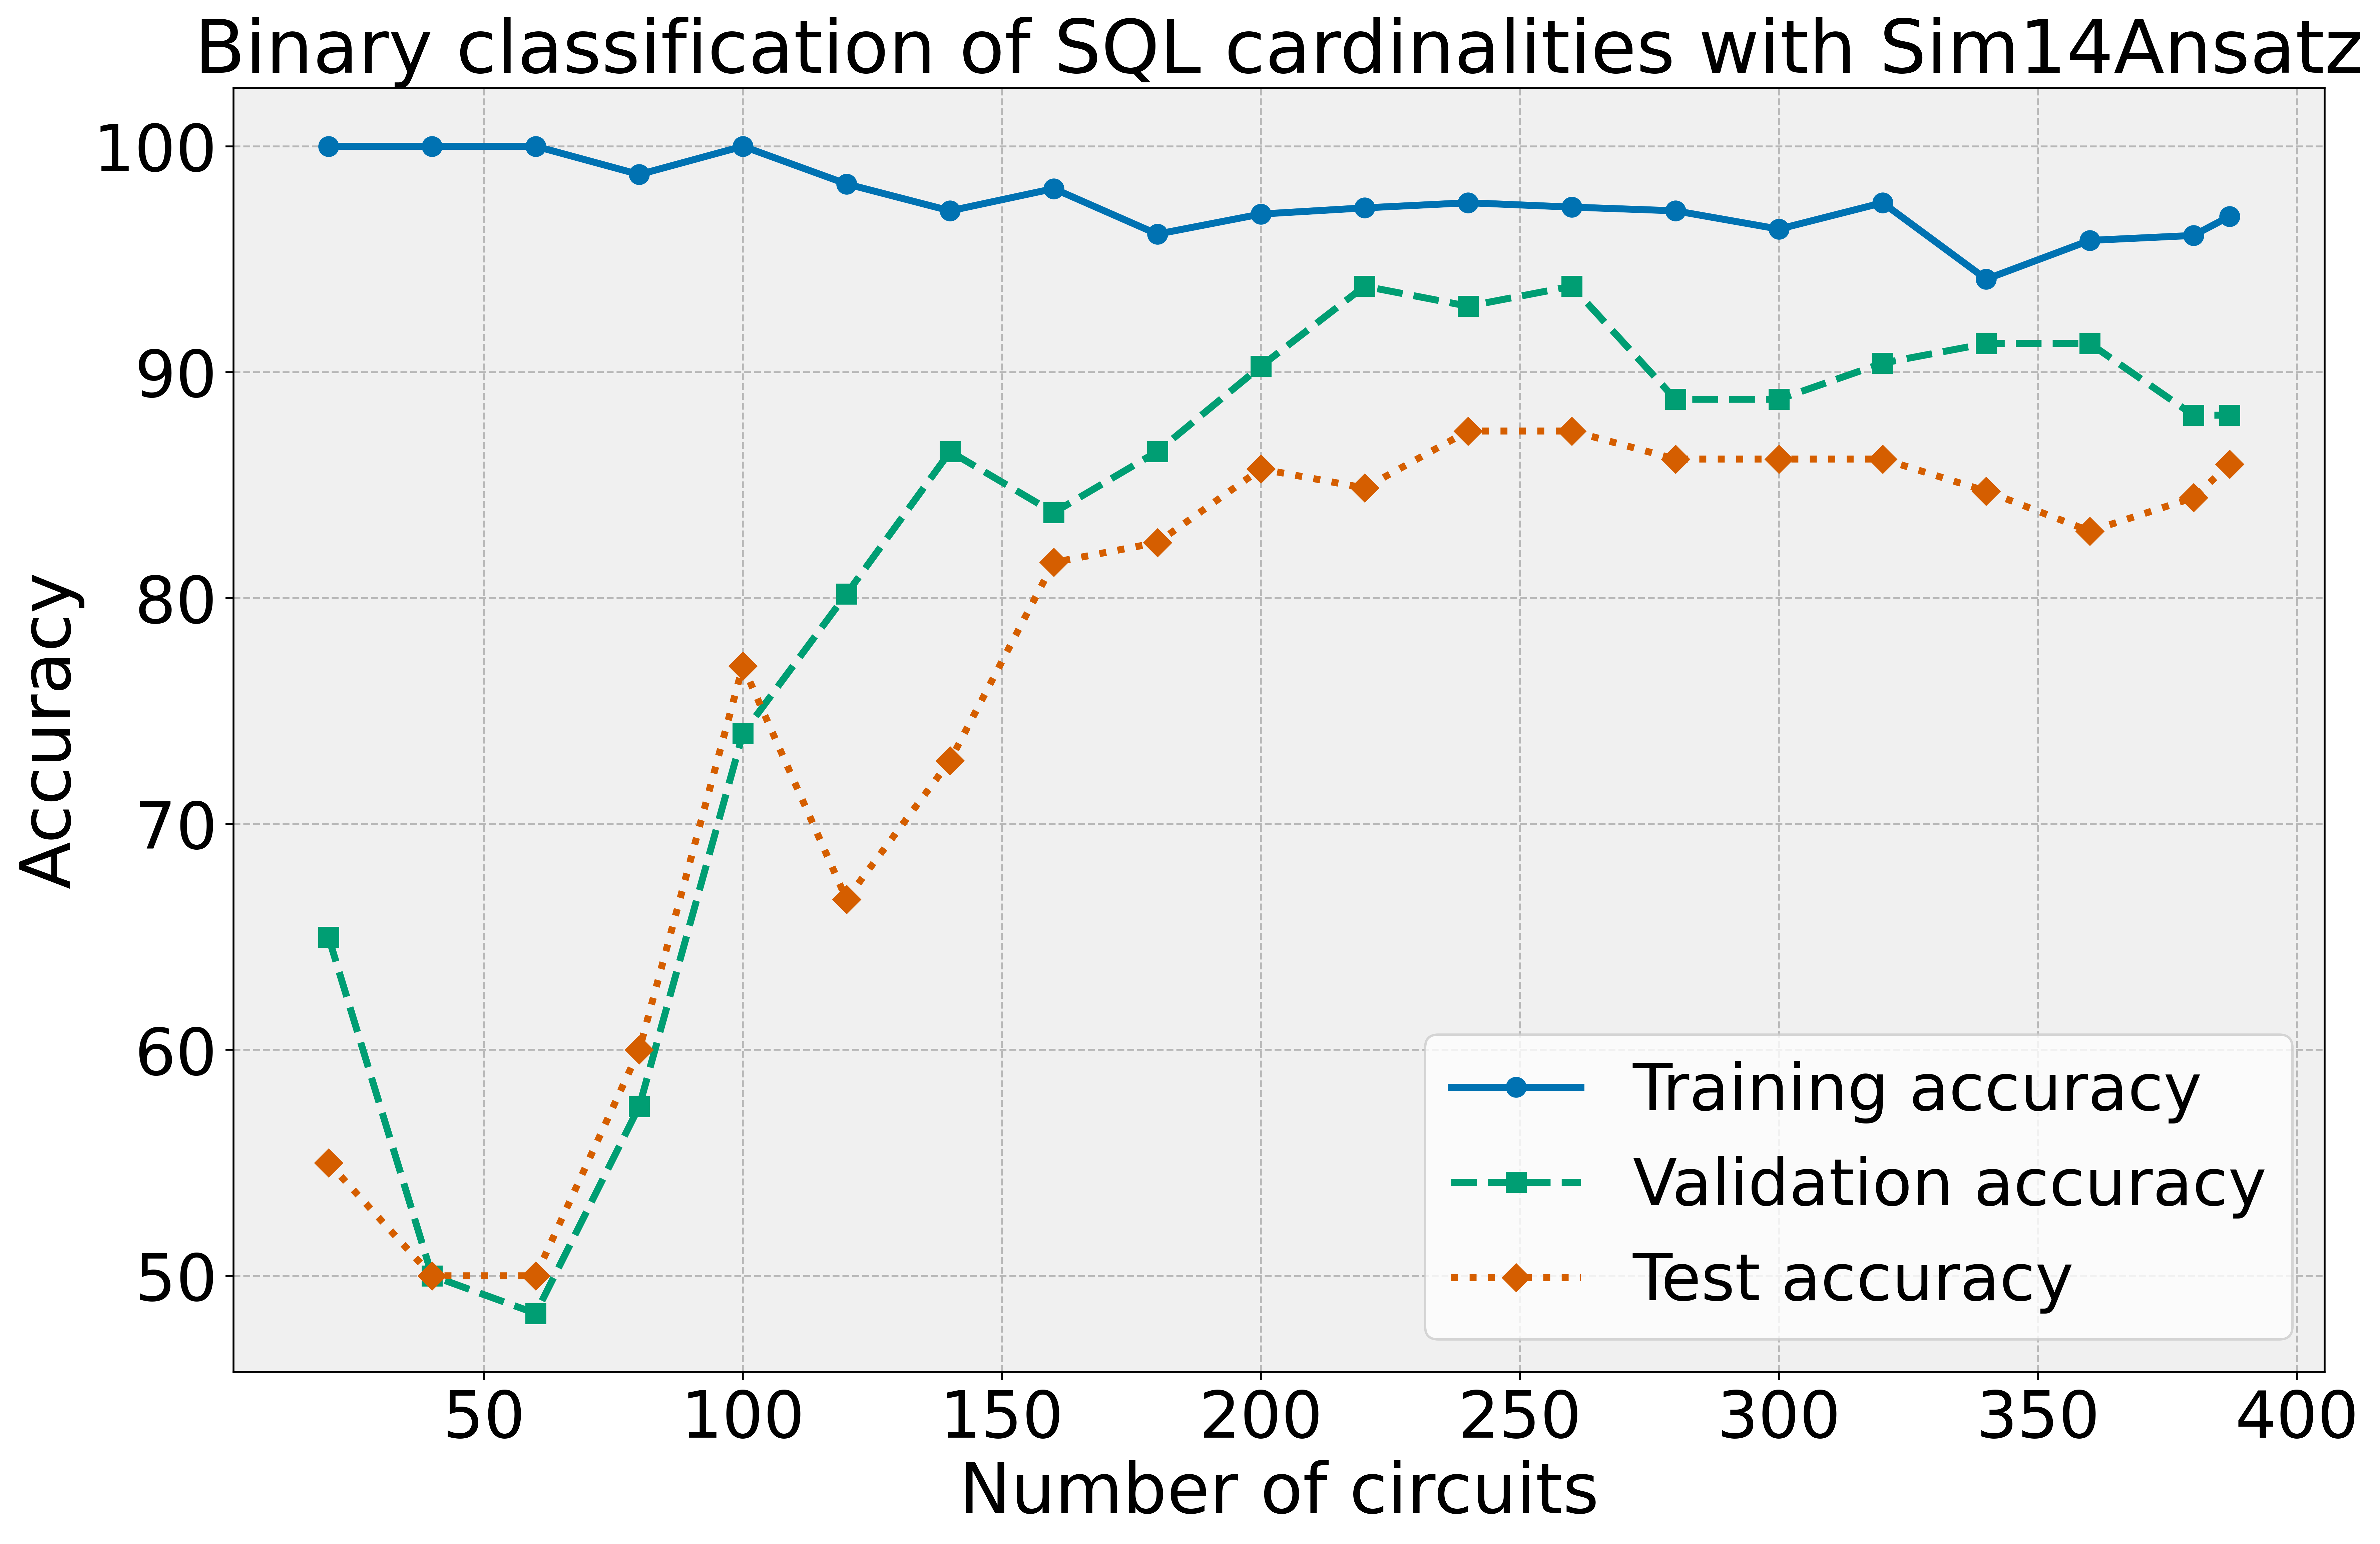 Binary classification of SQL cardinalities with Sim14Ansatz
100
90
80
70
60
50
Accuracy
Training accuracy
Validation accuracy
Test accuracy
50 100 150 200 250 300 350 400
Number of circuits